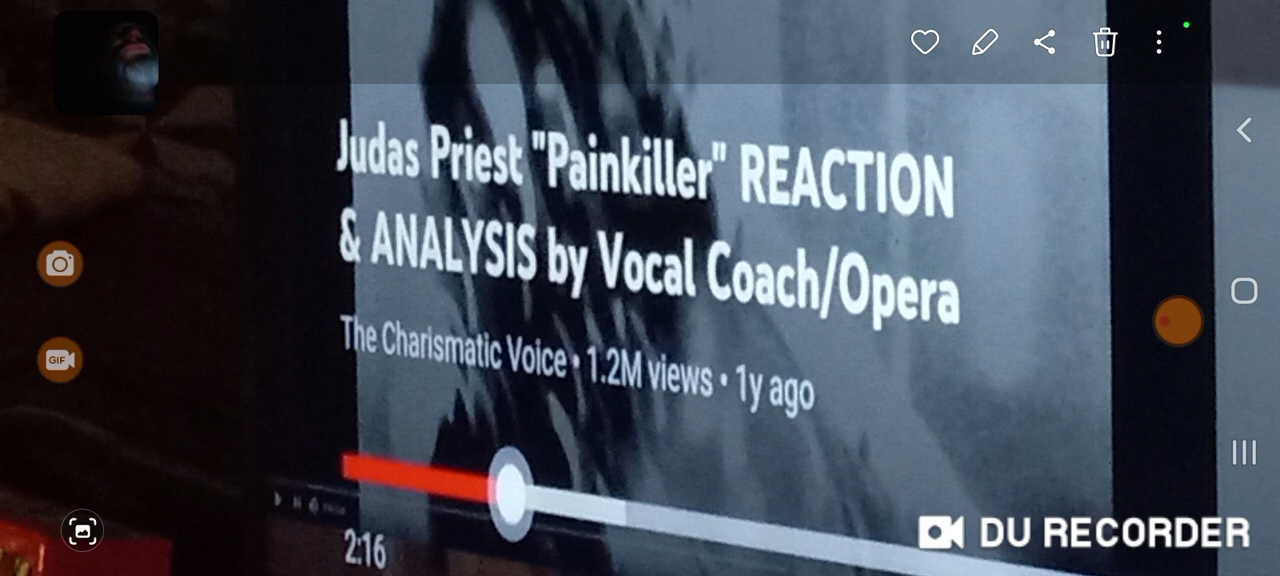 Judas Priest "Painkiller" REACTION
& ANALYSIS by Vocal Coach/Opera
The Charismatic Voice • 1.2M views • 1y ago
2:16
GIF
DU RECORDER